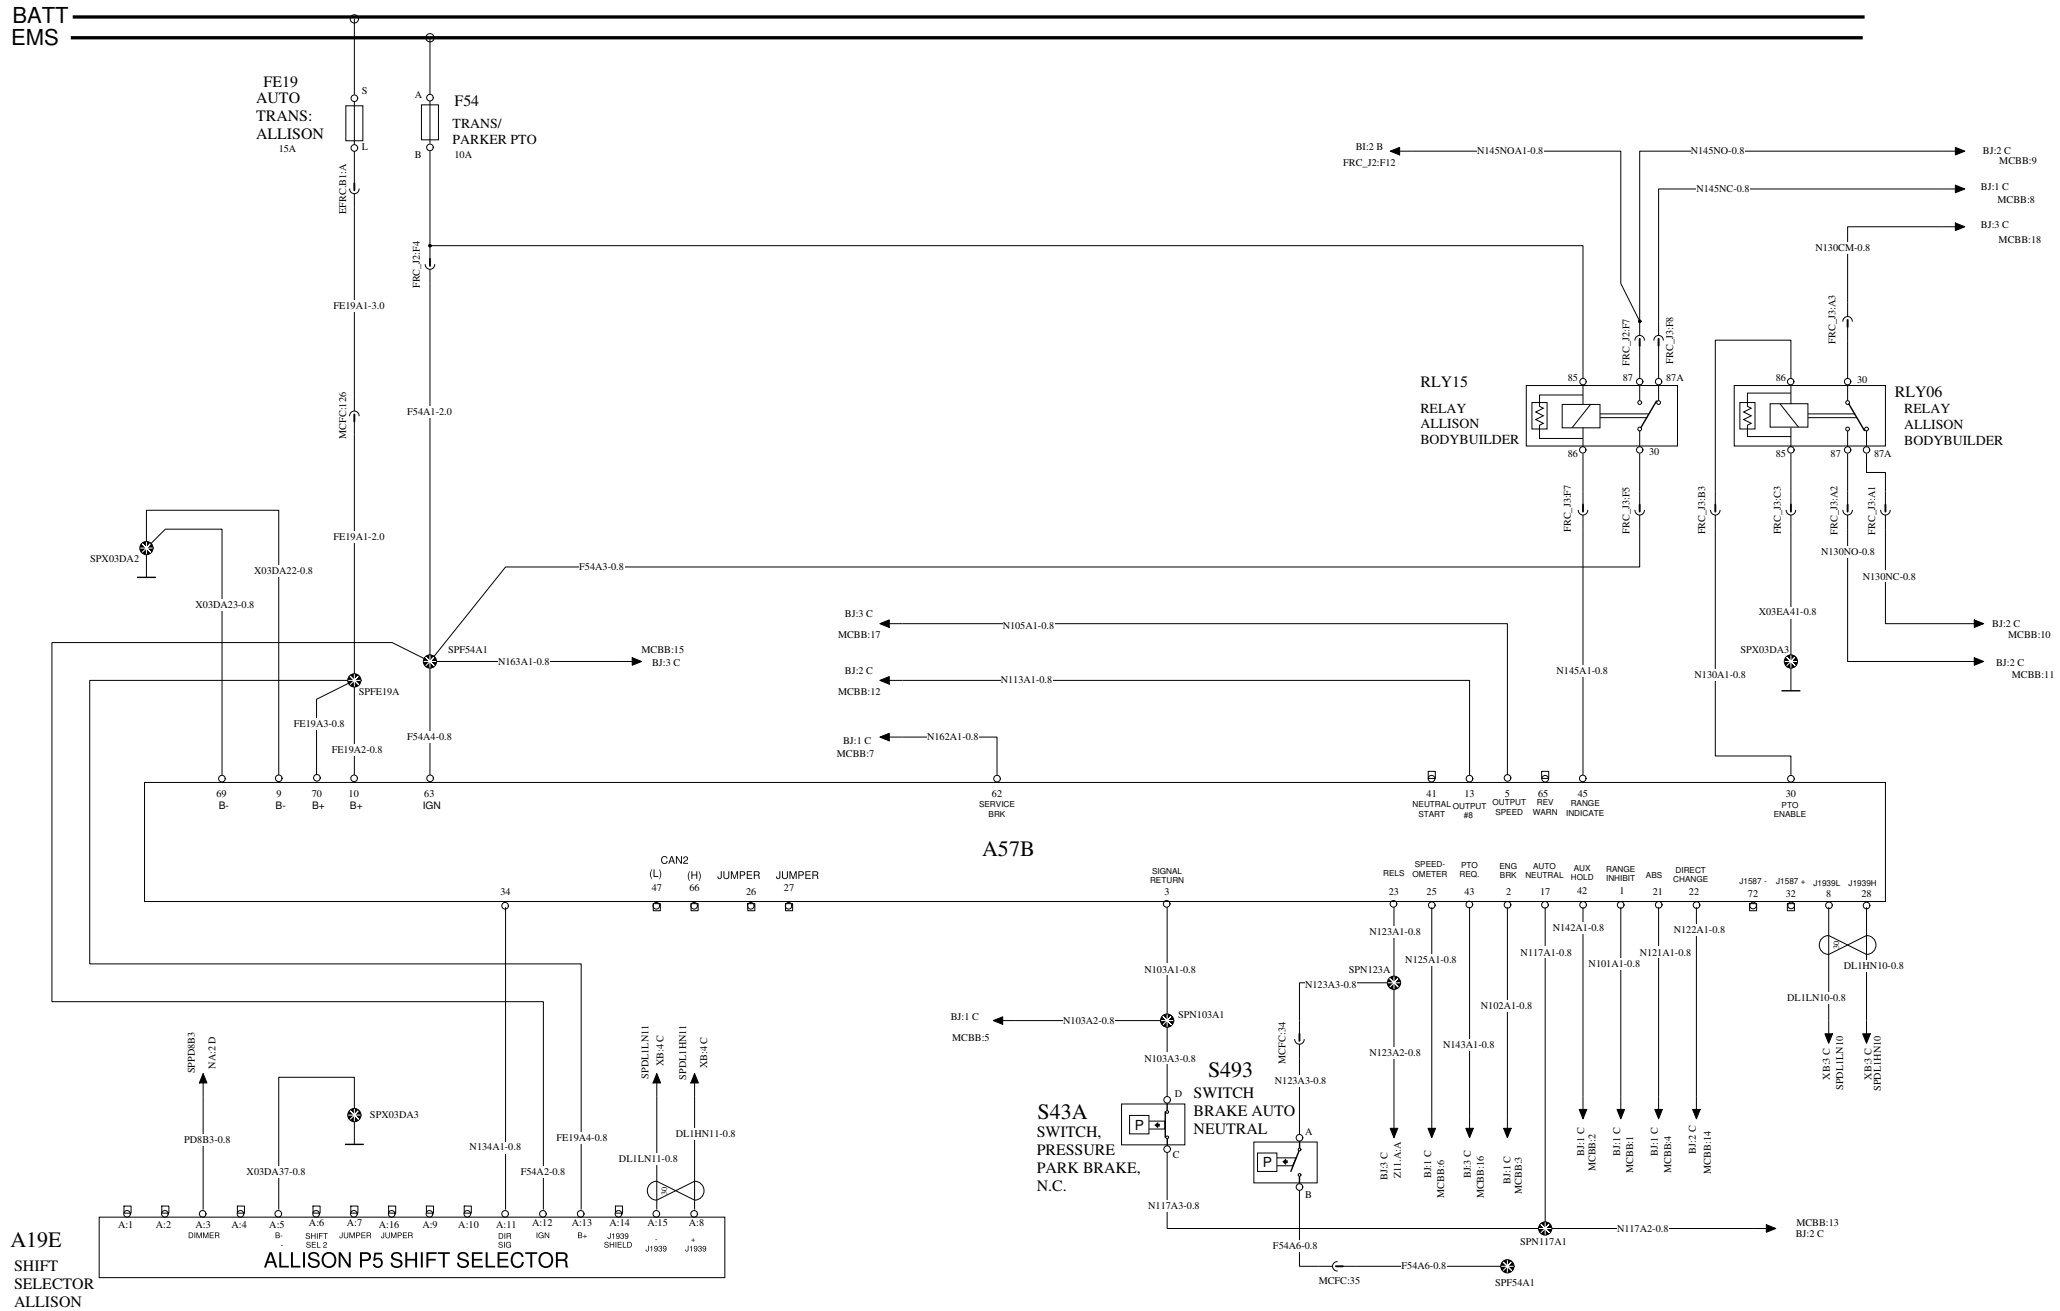 BATT
EMS
FE19
AUTO
TRANS:
ALLISON
15A
S
L
A
B
F54
TRANS/
PARKER PTO
10A
EFRC.B1:A
FRC_J2:F4
FE19A1-3.0
MCFC:126
F54A1-2.0
FE19A1-2.0
BI:2 B
FRC_J2:F12
N145NOA1-0.8
N145NO-0.8
BJ:2 C
MCBB:9
N145NC-0.8
BJ:1 C
MCBB:8
BJ:3 C
MCBB:18
N130CM-0.8
FRC_J3:A3
FRC_J2:F7
FRC_J3:F8
RLY15
RELAY
ALLISON
BODYBUILDER
85
87
87A
86
30
RLY06
RELAY
ALLISON
BODYBUILDER
86
30
85
87
87A
FRC_J3:F7
FRC_J3:F5
FRC_J3:B3
FRC_J3:C3
FRC_J3:A2
FRC_J3:A1
N130NO-0.8
N130NC-0.8
SPX03DA2
X03DA22-0.8
X03DA23-0.8
F54A3-0.8
X03EA41-0.8
BJ:3 C
MCBB:17
N105A1-0.8
BJ:2 C
MCBB:10
SPF54A1
N163A1-0.8
MCBB:15
BJ:3 C
BJ:2 C
MCBB:12
N113A1-0.8
N145A1-0.8
N130A1-0.8
SPX03DA3
BJ:2 C
MCBB:11
SPFE19A
FE19A3-0.8
FE19A2-0.8
F54A4-0.8
BJ:1 C
MCBB:7
N162A1-0.8
69
B-
9
B-
70
B+
10
B+
63
IGN
62
SERVICE
BRK
41
NEUTRAL
START
13
OUTPUT
#8
5
OUTPUT
SPEED
65
REV
WARN
45
RANGE
INDICATE
30
PTO
ENABLE
A57B
34
CAN2
(L)
47
(H)
66
JUMPER
26
JUMPER
27
SIGNAL
RETURN
3
RELS
23
SPEED-
OMETER
25
PTO
REQ.
43
ENG
BRK
2
AUTO
NEUTRAL
17
AUX
HOLD
42
RANGE
INHIBIT
1
ABS
21
DIRECT
CHANGE
22
J1587 -
72
J1587 +
32
J1939L
8
J1939H
28
N123A1-0.8
N125A1-0.8
N117A1-0.8
N142A1-0.8
N101A1-0.8
N121A1-0.8
N122A1-0.8
30
DL1HN10-0.8
DL1LN10-0.8
N103A1-0.8
SPN123A
N123A3-0.8
N102A1-0.8
BJ:1 C
MCBB:5
N103A2-0.8
SPN103A1
N103A3-0.8
MCFC:34
N123A2-0.8
N143A1-0.8
N123A3-0.8
XB:3 C
SPDL1LN10
XB:3 C
SPDL1HN10
S493
SWITCH
BRAKE AUTO
NEUTRAL
S43A
SWITCH,
PRESSURE
PARK BRAKE,
N.C.
D
P
C
A
P
B
BJ:3 C
Z11.A:A
BJ:1 C
MCBB:6
BJ:3 C
MCBB:16
BJ:1 C
MCBB:3
BJ:1 C
MCBB:2
BJ:1 C
MCBB:1
BJ:1 C
MCBB:4
BJ:2 C
MCBB:14
N117A3-0.8
SPN117A1
N117A2-0.8
MCBB:13
BJ:2 C
F54A6-0.8
MCFC:35
F54A6-0.8
SPF54A1
SPPD8B3
NA:2 D
PD8B3-0.8
SPX03DA3
X03DA37-0.8
N134A1-0.8
F54A2-0.8
FE19A4-0.8
SPDL1LN11
XB:4 C
SPDL1HN11
XB:4 C
DL1HN11-0.8
DL1LN11-0.8
30
A:1
A:2
A:3
DIMMER
A:4
A:5
B-
-
A:6
SHIFT
SEL 2
A:7
JUMPER
A:16
JUMPER
A:9
A:10
A:11
DIR
SIG
A:12
IGN
A:13
B+
A:14
J1939
SHIELD
A:15
-
J1939
A:8
+
J1939
ALLISON P5 SHIFT SELECTOR
A19E
SHIFT
SELECTOR
ALLISON